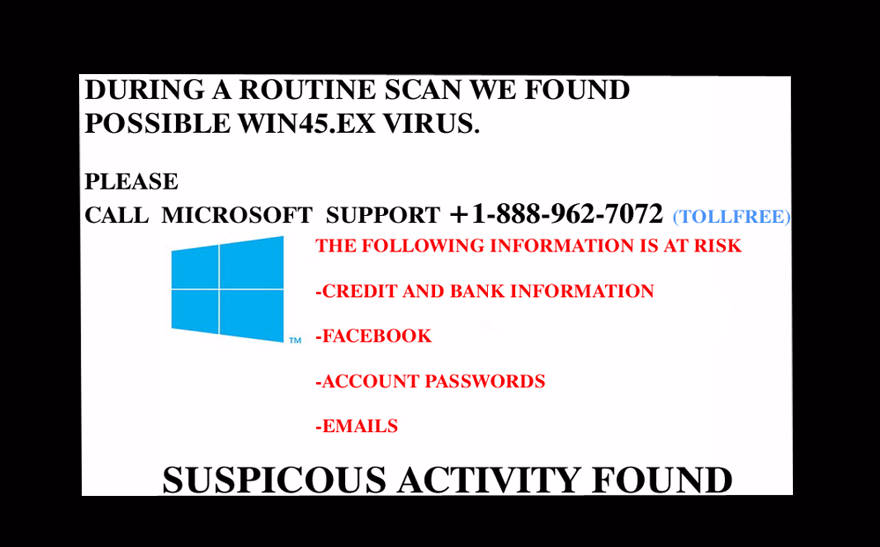 DURING A ROUTINE SCAN WE FOUND
POSSIBLE WIN45.EX VIRUS.
PLEASE
CALL MICROSOFT SUPPORT +1-888-962-7072 (TOLLFREE)
THE FOLLOWING INFORMATION IS AT RISK
-CREDIT AND BANK INFORMATION
TM
-FACEBOOK
-ACCOUNT PASSWORDS
-EMAILS
SUSPICOUS ACTIVITY FOUND